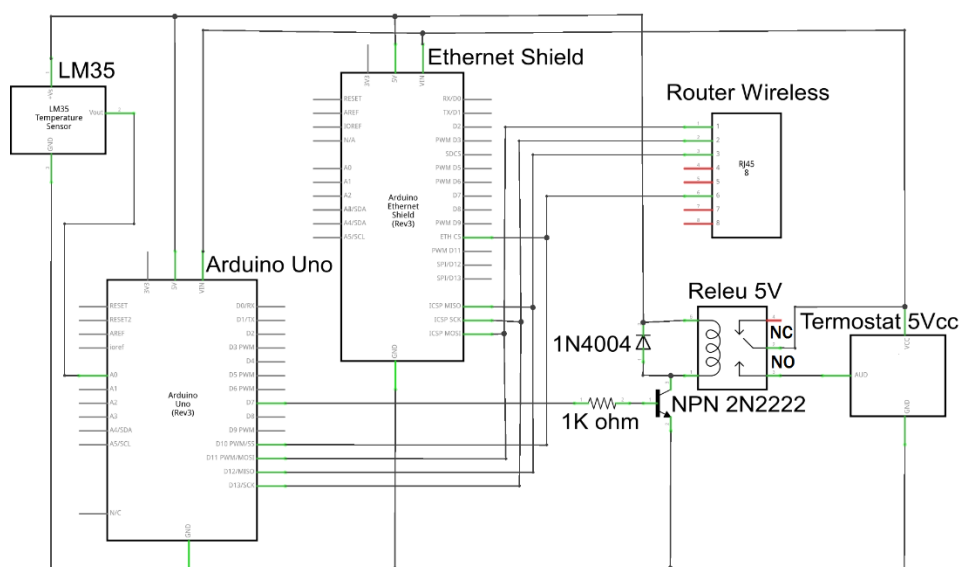 Ethernet Shield
LM35
+Vs
LM35
Temperature
Sensor
Vout
GND
Router Wireless
1
2
3
4
5
6
7
8
RJ45
8
3V3
5V
VIN
RESET
AREF
IOREF
N/A
A0
A1
A2
A8/SDA
A4/SDA
A5/SCL
RX/D0
TX/D1
D2
PWM D3
SDCS
PWM D5
PWM D6
D7
D8
PWM D9
ETH CS
PWM D11
SPI/D12
SPI/D13
ICSP MISO
ICSP SCK
ICSP MOSI
Arduino
Ethernet
Shield
(Rev3)
GND
Arduino Uno
3V3
5V
VIN
RESET
RESET2
AREF
ioref
A0
A1
A2
A3
A4/SDA
A5/SCL
N/C
D0/RX
D1/TX
D2
D3 PWM
D4
D5 PWM
D6 PWM
D7
D8
D9 PWM
D10 PWM/SS
D11 PWM/MOSI
D12/MISO
D13/SCK
Arduino
Uno
(Rev3)
GND
Releu 5V
NC
NO
1N4004
1K ohm
NPN 2N2222
Termostat 5Vcc
VCC
AUD
GND